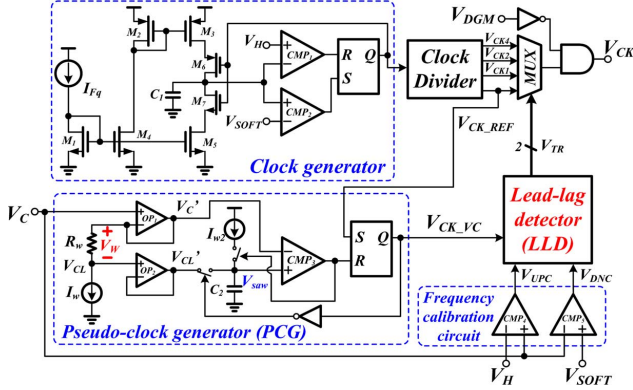 V_DGM
V_CK
M₂
M₃
I_Fq
M₁
M₄
M₅
M₆
M₇
C₁
V_H
+
−
CMP₁
V_SOFT
+
−
CMP₂
R
S
Q
Clock generator
Clock
Divider
V_CK4
V_CK2
V_CK1
MUX
V_CK_REF
2
V_TR
V_C
R_w
+
V_W
−
V_CL
I_w
+
−
OP₁
V_C'
+
−
OP₂
V_CL'
I_w2
C₂
V_saw
−
+
CMP₃
S
R
Q
V_CK_VC
Pseudo-clock generator (PCG)
Lead-lag
detector
(LLD)
V_UPC
V_DNC
Frequency
calibration
circuit
CMP₄
CMP₅
V_H
V_SOFT